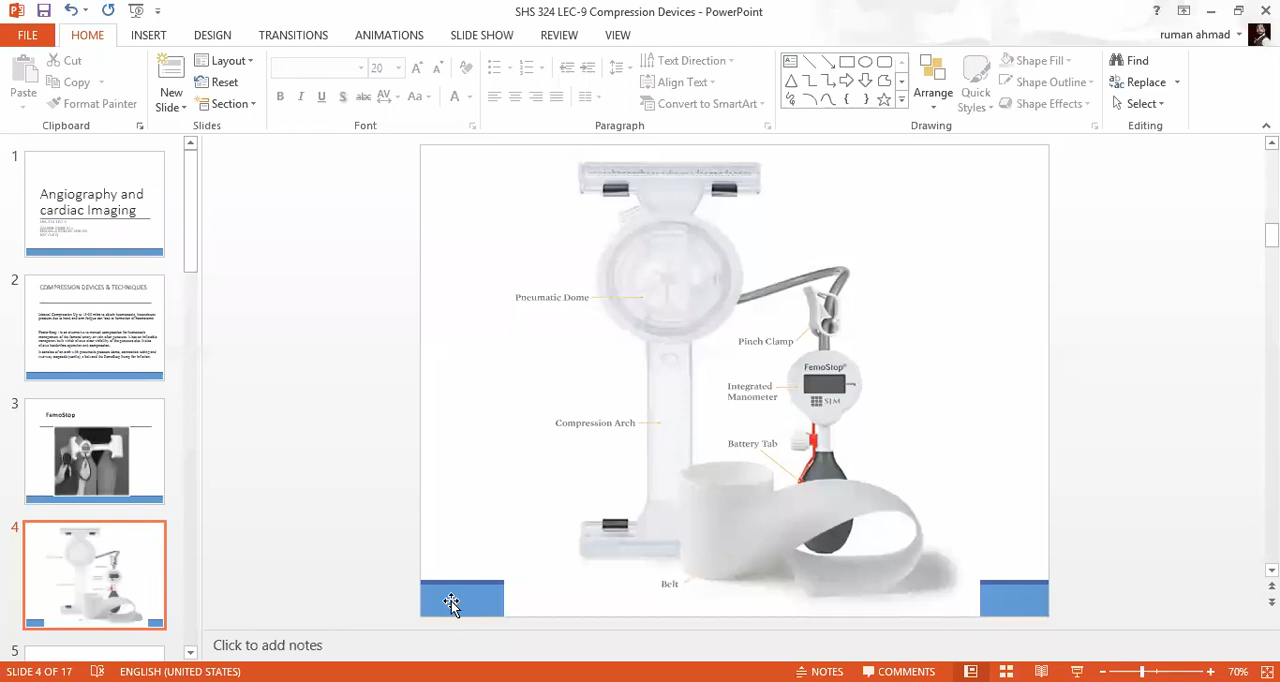 SHS 324 LEC-9 Compression Devices - PowerPoint
FILE
HOME
INSERT
DESIGN
TRANSITIONS
ANIMATIONS
SLIDE SHOW
REVIEW
VIEW
ruman ahmad
Paste
Cut
Copy
Format Painter
Clipboard
New
Slide
Layout
Reset
Section
Slides
20
Font
Text Direction
Align Text
Convert to SmartArt
Paragraph
Arrange
Quick
Styles
Shape Fill
Shape Outline
Shape Effects
Drawing
Find
Replace
Select
Editing
1
Angiography and
cardiac Imaging
2
COMPRESSION DEVICES & TECHNIQUES
3
FemoStop
4
5
Pneumatic Dome
Pinch Clamp
FemoStop
Integrated
Manometer
SJM
Compression Arch
Battery Tab
Belt
Click to add notes
SLIDE 4 OF 17
ENGLISH (UNITED STATES)
NOTES
COMMENTS
70%